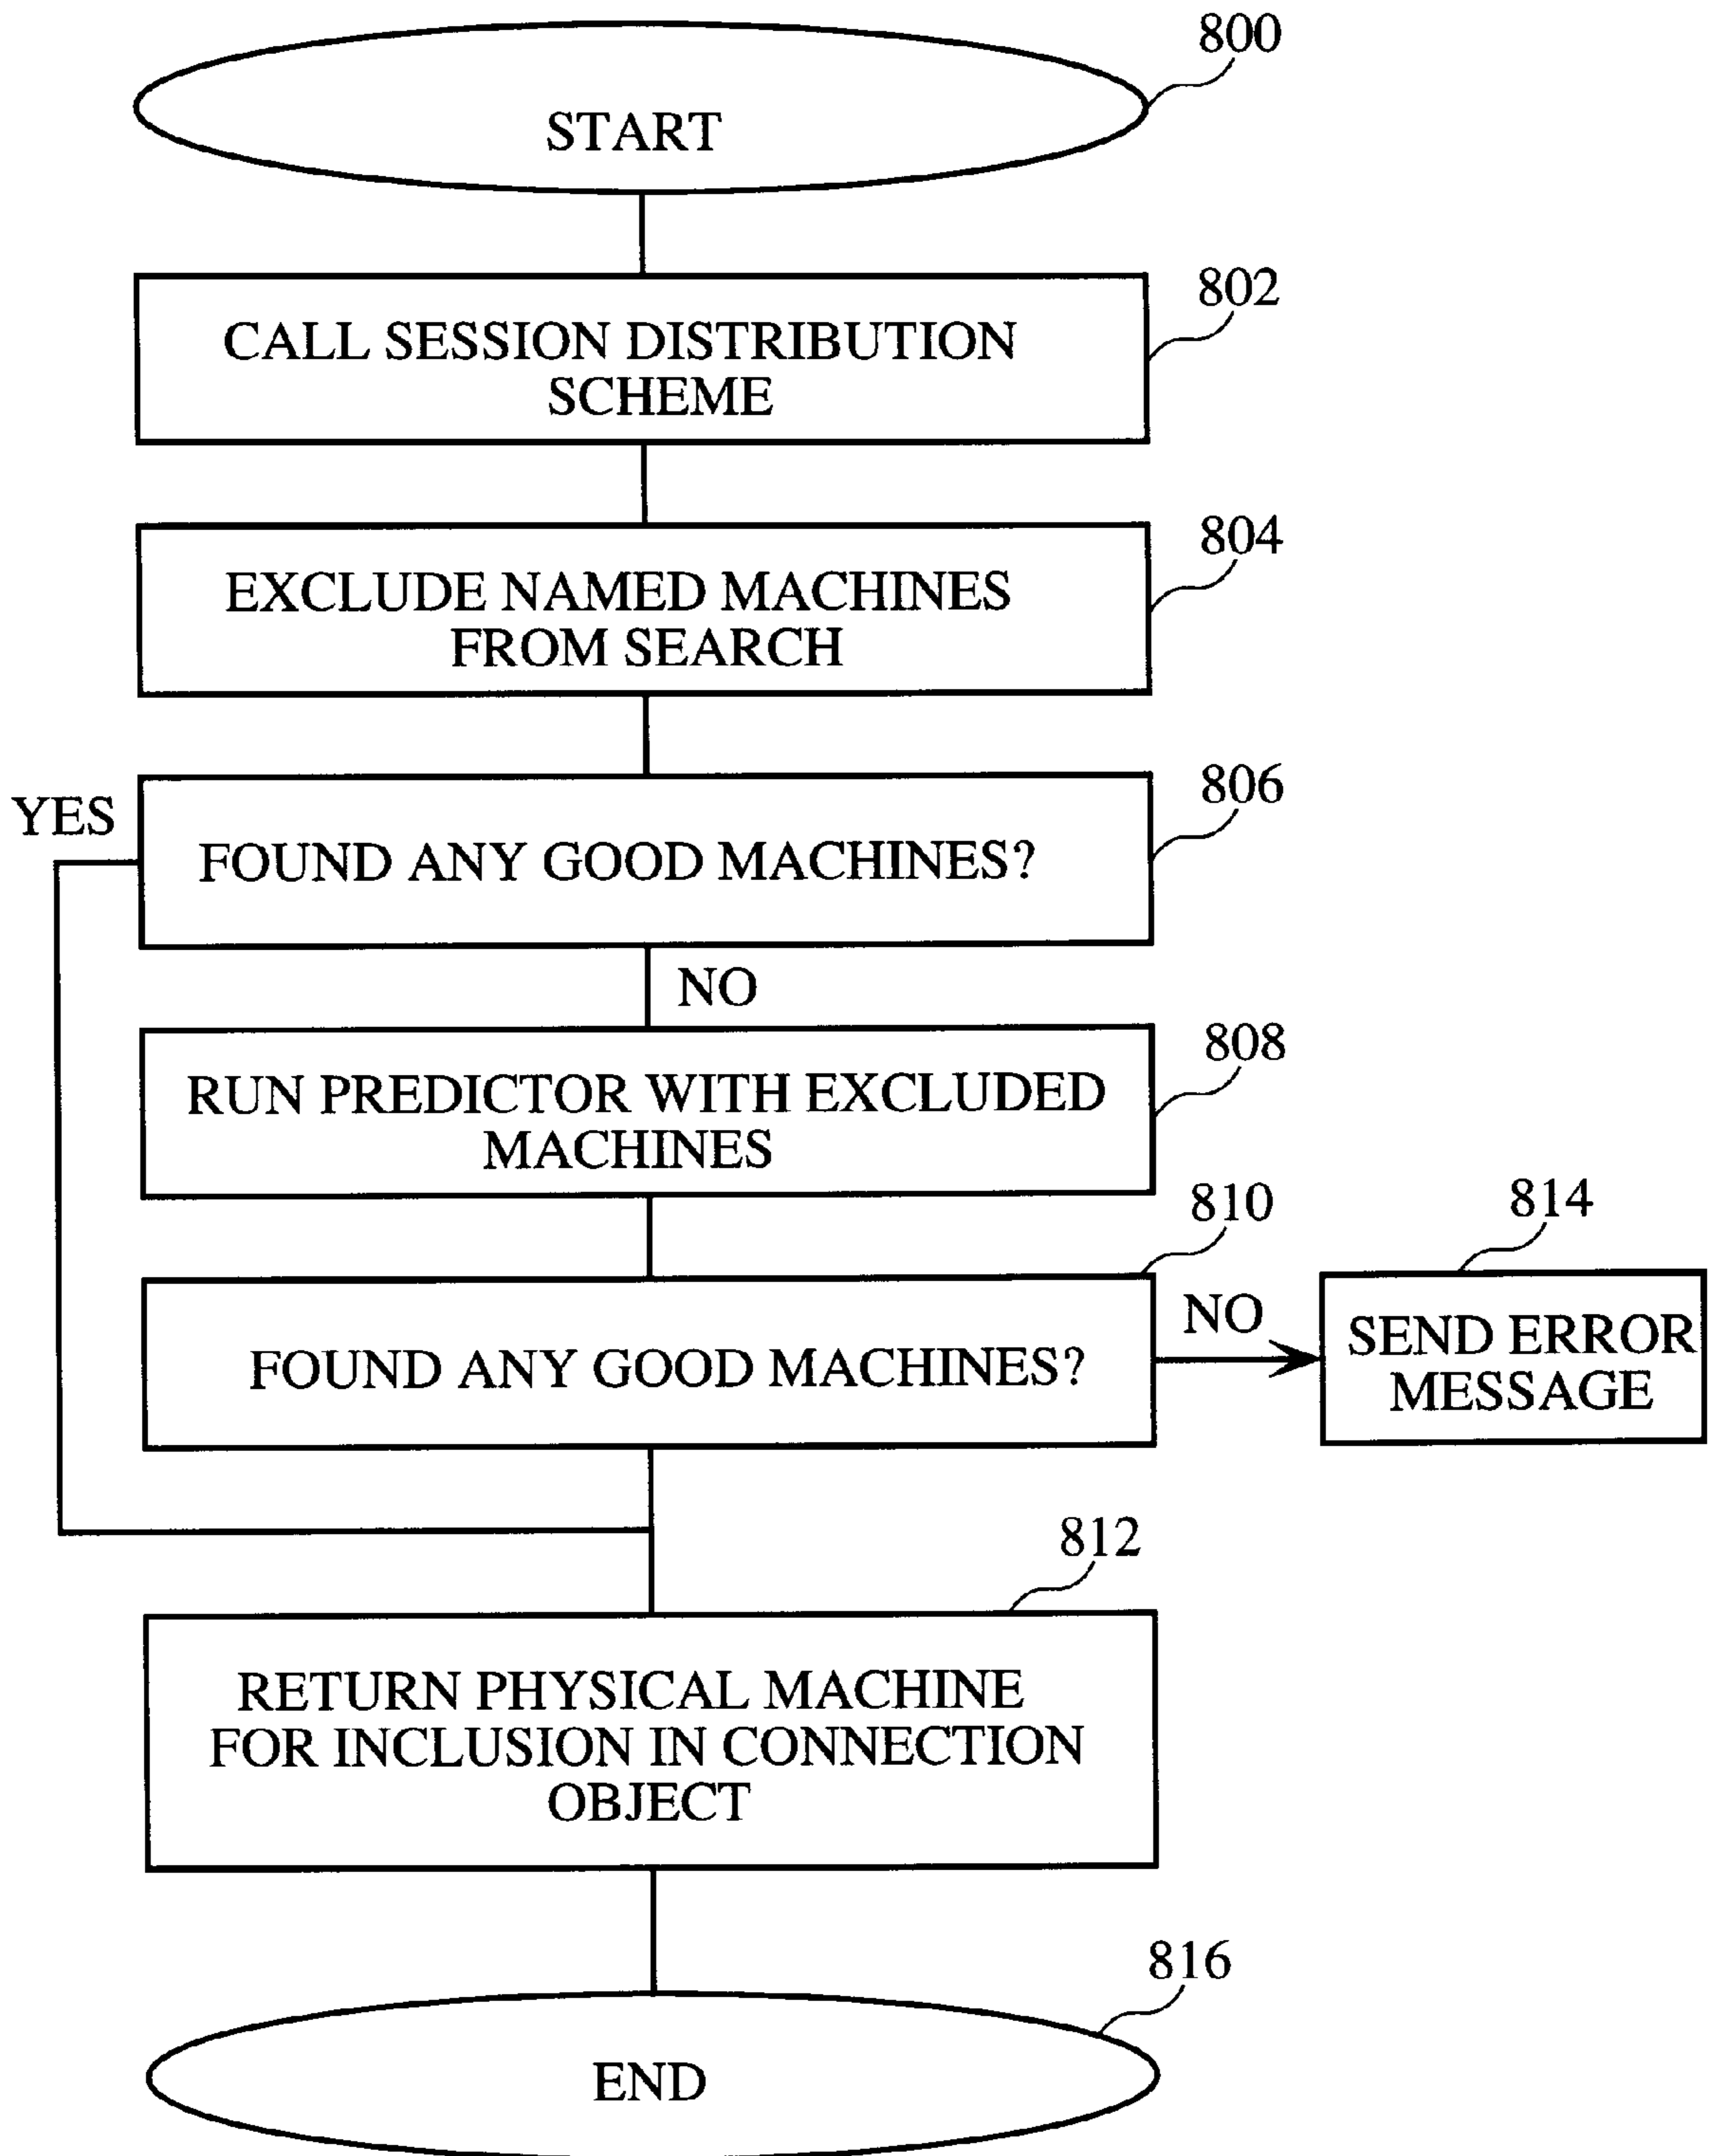 800
START
802
CALL SESSION DISTRIBUTION
SCHEME
804
EXCLUDE NAMED MACHINES
FROM SEARCH
806
YES
FOUND ANY GOOD MACHINES?
NO
808
RUN PREDICTOR WITH EXCLUDED
MACHINES
810
814
FOUND ANY GOOD MACHINES?
NO
SEND ERROR
MESSAGE
812
RETURN PHYSICAL MACHINE
FOR INCLUSION IN CONNECTION
OBJECT
816
END